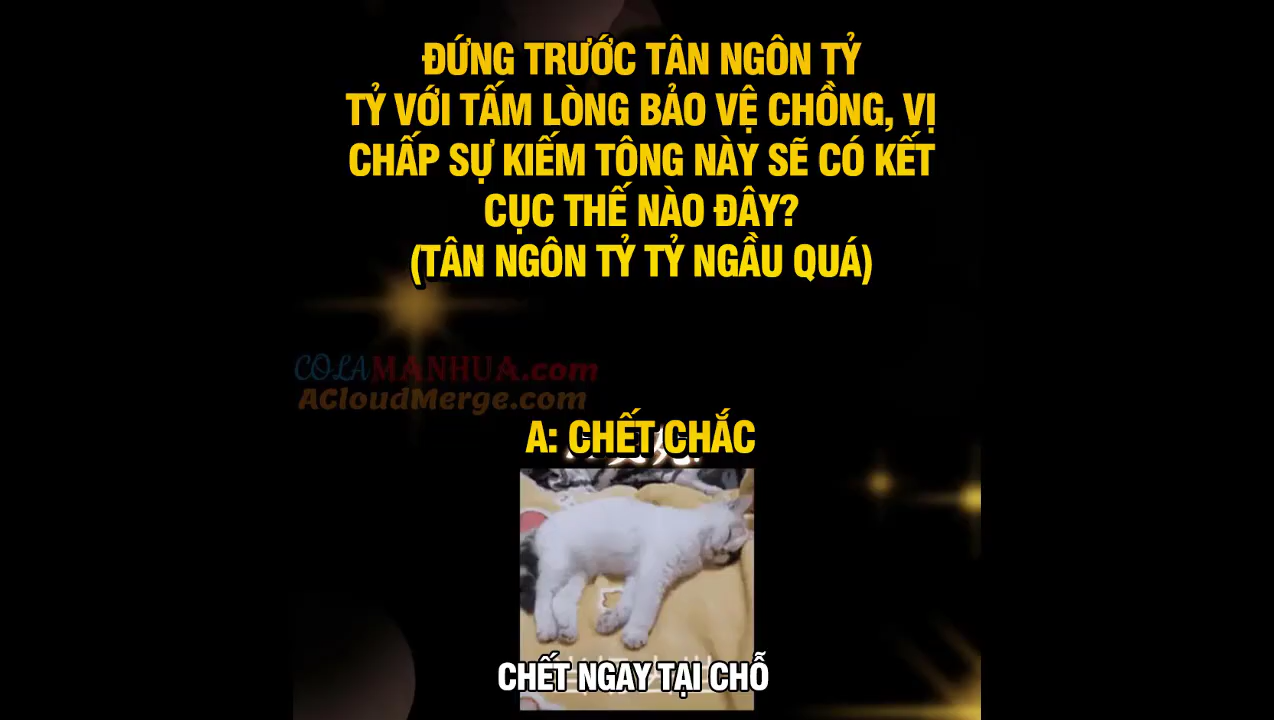 ĐỨNG TRƯỚC TÂN NGÔN TỶ
TỶ VỚI TẤM LÒNG BẢO VỆ CHỒNG, VỊ
CHẤP SỰ KIẾM TÔNG NÀY SẼ CÓ KẾT
CỤC THẾ NÀO ĐÂY?
(TÂN NGÔN TỶ TỶ NGẦU QUÁ)
COLAMANHUA.com
ACloudMerge.com
A: CHẾT CHẮC
CHẾT NGAY TẠI CHỖ